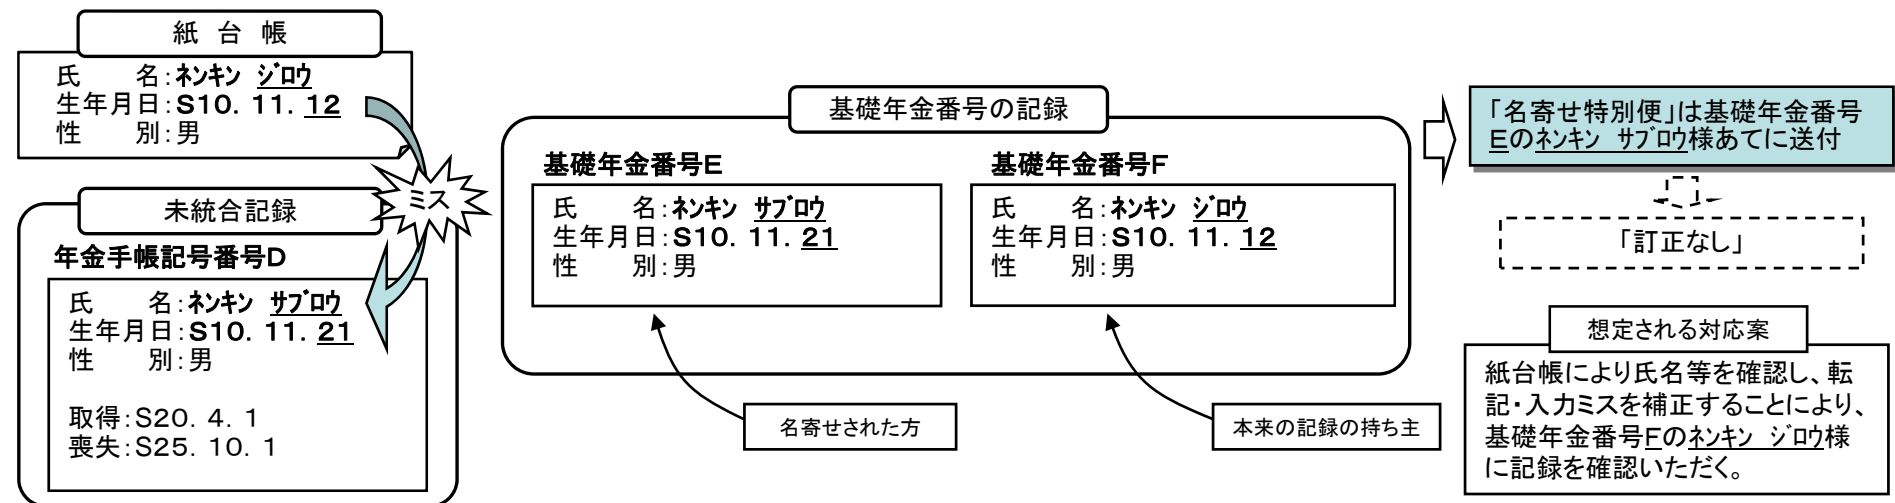 紙 台 帳
氏　　名:ネンキン ジロウ
生年月日:S10. 11. 12
性　　別:男
ミス
未統合記録
年金手帳記号番号D
氏　　名:ネンキン サブロウ
生年月日:S10. 11. 21
性　　別:男
取得:S20. 4. 1
喪失:S25. 10. 1
基礎年金番号の記録
基礎年金番号E
氏　　名:ネンキン サブロウ
生年月日:S10. 11. 21
性　　別:男
基礎年金番号F
氏　　名:ネンキン ジロウ
生年月日:S10. 11. 12
性　　別:男
名寄せされた方
本来の記録の持ち主
「名寄せ特別便」は基礎年金番号
Eのネンキン サブロウ様あてに送付
「訂正なし」
想定される対応案
紙台帳により氏名等を確認し、転
記・入力ミスを補正することにより、
基礎年金番号Fのネンキン ジロウ様
に記録を確認いただく。